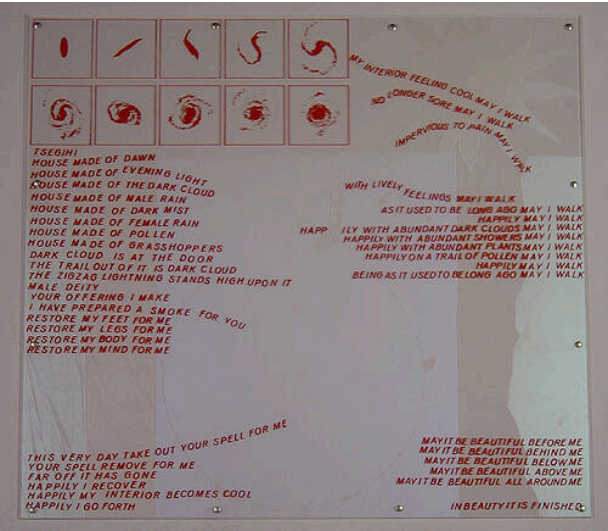 TSEGIHI
HOUSE MADE OF DAWN
HOUSE MADE OF EVENING LIGHT
HOUSE MADE OF THE DARK CLOUD
HOUSE MADE OF MALE RAIN
HOUSE MADE OF DARK MIST
HOUSE MADE OF FEMALE RAIN
HOUSE MADE OF POLLEN
HOUSE MADE OF GRASSHOPPERS
DARK CLOUD IS AT THE DOOR
THE TRAIL OUT OF IT IS DARK CLOUD
THE ZIGZAG LIGHTNING STANDS HIGH UPON IT
MALE DEITY
YOUR OFFERING I MAKE
I HAVE PREPARED A SMOKE FOR YOU
RESTORE MY FEET FOR ME
RESTORE MY LEGS FOR ME
RESTORE MY BODY FOR ME
RESTORE MY MIND FOR ME
THIS VERY DAY TAKE OUT YOUR SPELL FOR ME
YOUR SPELL REMOVE FOR ME
FAR OFF IT HAS GONE
HAPPILY I RECOVER
HAPPILY MY INTERIOR BECOMES COOL
HAPPILY I GO FORTH
MY INTERIOR FEELING COOL MAY I WALK
NO LONGER SORE MAY I WALK
IMPERVIOUS TO PAIN MAY I WALK
WITH LIVELY FEELINGS MAY I WALK
AS IT USED TO BE LONG AGO MAY I WALK
HAPPILY MAY I WALK
HAPPILY WITH ABUNDANT DARK CLOUDS MAY I WALK
HAPPILY WITH ABUNDANT SHOWERS MAY I WALK
HAPPILY WITH ABUNDANT PLANTS MAY I WALK
HAPPILY ON A TRAIL OF POLLEN MAY I WALK
HAPPILY MAY I WALK
BEING AS IT USED TO BE LONG AGO MAY I WALK
MAY IT BE BEAUTIFUL BEFORE ME
MAY IT BE BEAUTIFUL BEHIND ME
MAY IT BE BEAUTIFUL BELOW ME
MAY IT BE BEAUTIFUL ABOVE ME
MAY IT BE BEAUTIFUL ALL AROUND ME
IN BEAUTY IT IS FINISHED